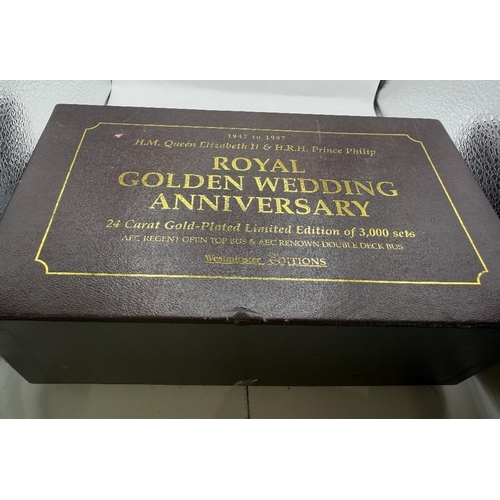 1947 to 1997
H.M. Queen Elizabeth II & H.R.H. Prince Philip
ROYAL
GOLDEN WEDDING
ANNIVERSARY
24 Carat Gold-Plated Limited Edition of 3,000 sets
AEC REGENT OPEN TOP BUS & AEC RENOWN DOUBLE DECK BUS
Westminster EDITIONS